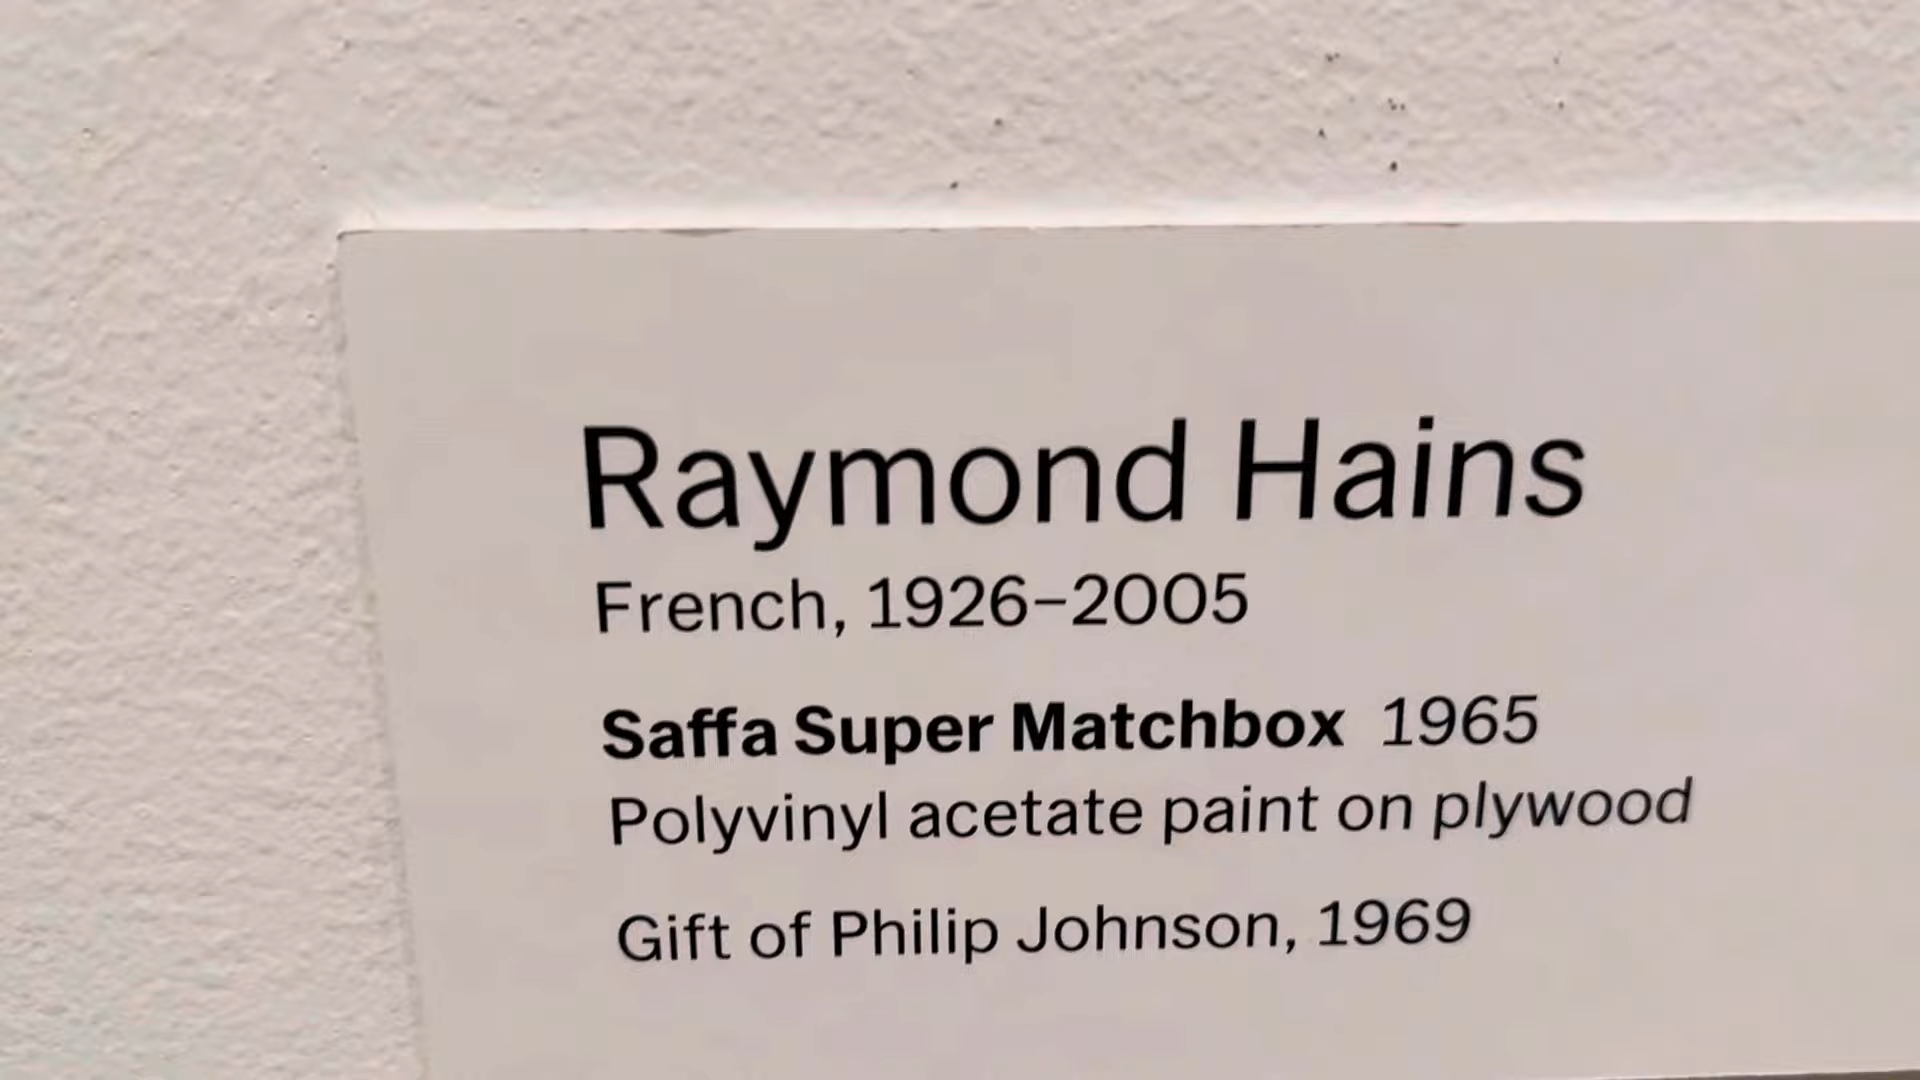 Raymond Hains
French, 1926–2005
Saffa Super Matchbox 1965
Polyvinyl acetate paint on plywood
Gift of Philip Johnson, 1969